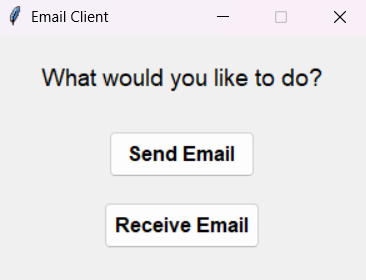 Email Client
What would you like to do?
Send Email
Receive Email